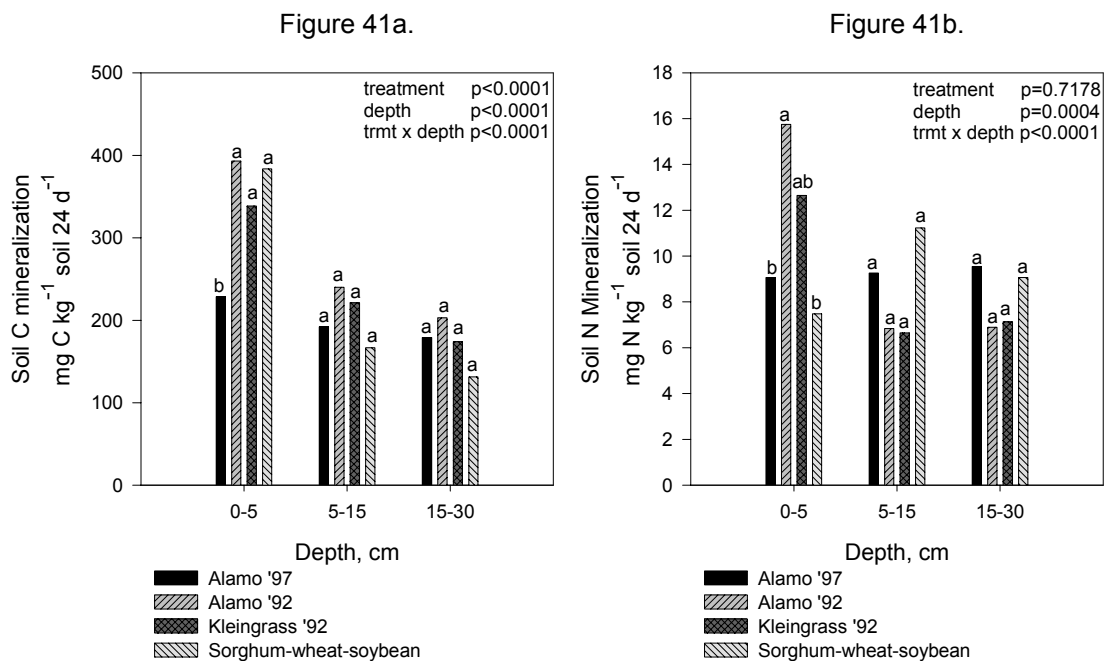 Figure 41a.
500
400
300
200
100
0
Soil C mineralization
mg C kg⁻¹ soil 24 d⁻¹
treatment p<0.0001
depth p<0.0001
trmt x depth p<0.0001
b a a a
a a a a
a a a a
0-5 5-15 15-30
Depth, cm
Alamo '97
Alamo '92
Kleingrass '92
Sorghum-wheat-soybean
Figure 41b.
18
16
14
12
10
8
6
4
2
0
Soil N Mineralization
mg N kg⁻¹ soil 24 d⁻¹
treatment p=0.7178
depth p=0.0004
trmt x depth p<0.0001
b a ab b
a a a a
a a a a
0-5 5-15 15-30
Depth, cm
Alamo '97
Alamo '92
Kleingrass '92
Sorghum-wheat-soybean